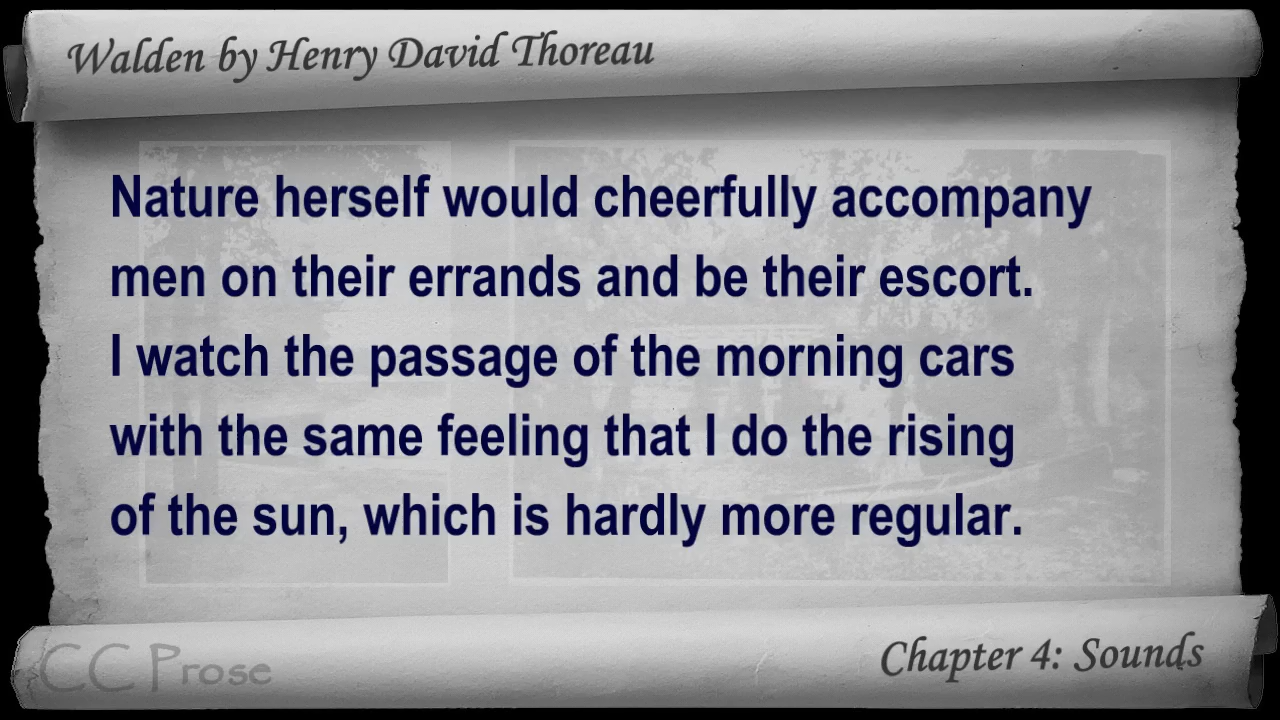 Walden by Henry David Thoreau
Nature herself would cheerfully accompany
men on their errands and be their escort.
I watch the passage of the morning cars
with the same feeling that I do the rising
of the sun, which is hardly more regular.
CC Prose
Chapter 4: Sounds